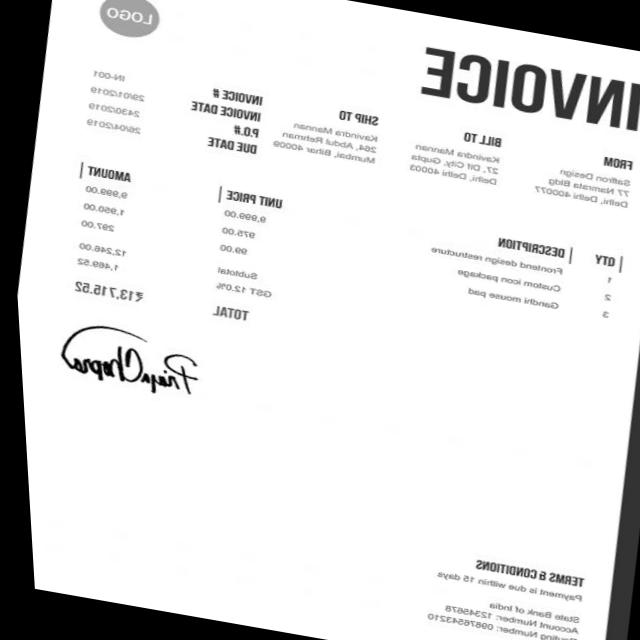 LOGO
INVOICE
FROM
Saffron Design
77 Namrata Bldg
Delhi, Delhi 400077
BILL TO
Kavindra Mannan
27, Dlf City, Gupta
Delhi, Delhi 40003
SHIP TO
Kavindra Mannan
264, Abdul Rehman
Mumbai, Bihar 40009
INVOICE # IN-001
INVOICE DATE 29/01/2019
P.O.# 2430/2019
DUE DATE 26/04/2019
QTY DESCRIPTION UNIT PRICE AMOUNT
1 Frontend design restructure 9,999.00 9,999.00
2 Custom icon package 975.00 1,950.00
3 Gandhi mouse pad 99.00 297.00
Subtotal 12,246.00
GST 12.0% 1,469.52
TOTAL ₹13,715.52
Priya Chopra
TERMS & CONDITIONS
Payment is due within 15 days
State Bank of India
Account Number: 12345678
Routing Number: 09876543210